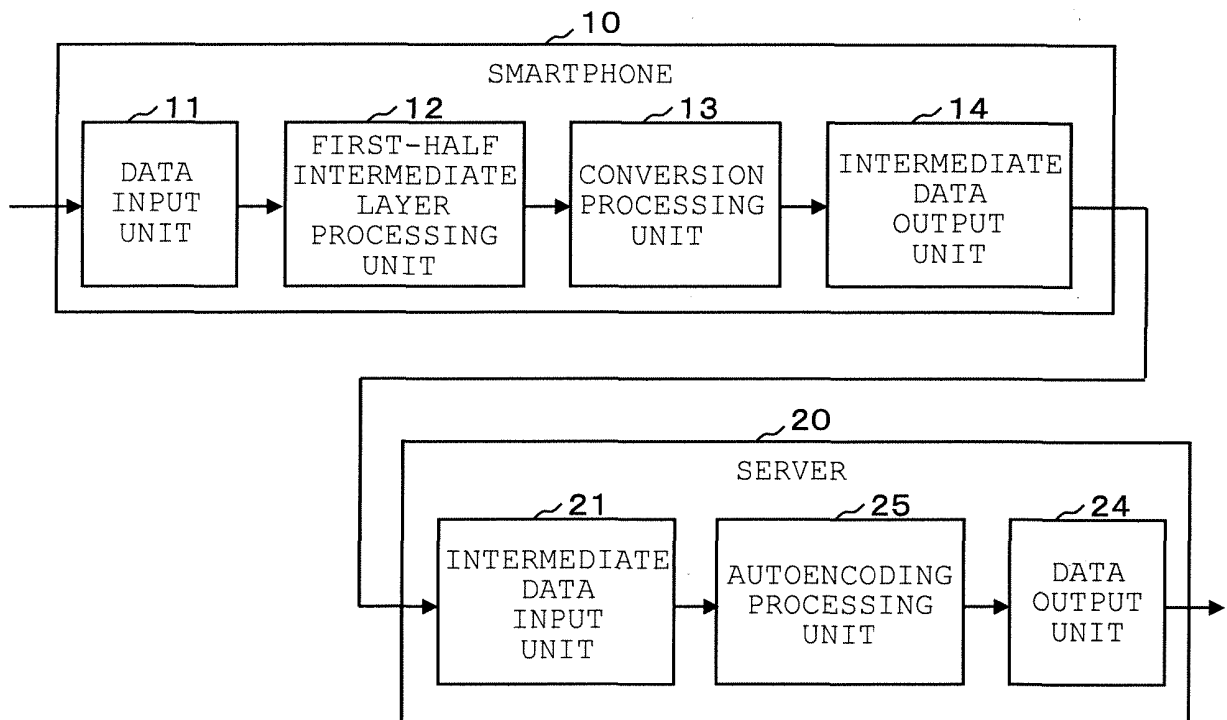 10
SMARTPHONE
11
DATA
INPUT
UNIT
12
FIRST-HALF
INTERMEDIATE
LAYER
PROCESSING
UNIT
13
CONVERSION
PROCESSING
UNIT
14
INTERMEDIATE
DATA
OUTPUT
UNIT
20
SERVER
21
INTERMEDIATE
DATA
INPUT
UNIT
25
AUTOENCODING
PROCESSING
UNIT
24
DATA
OUTPUT
UNIT